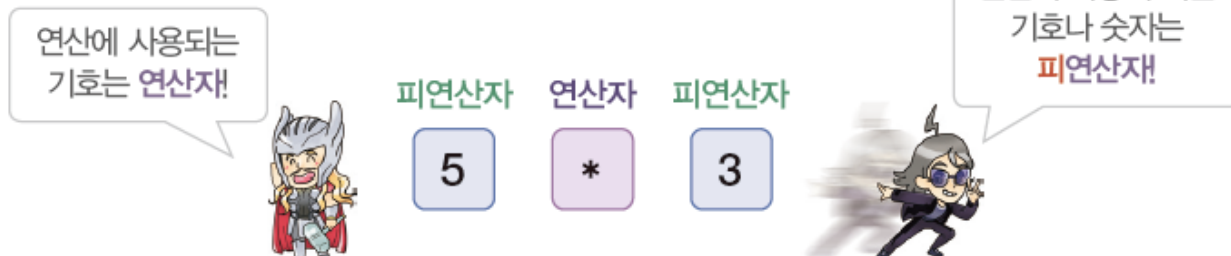 연산에 사용되는
기호는 연산자!
기호나 숫자는
피연산자!
피연산자 연산자 피연산자
5 * 3